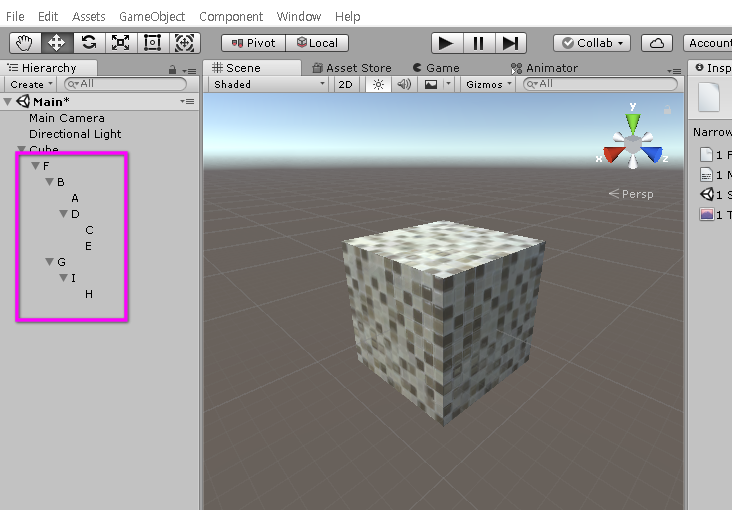 File Edit Assets GameObject Component Window Help
Pivot Local Collab Account
Hierarchy
Create All
Main*
Main Camera
Directional Light
Cube
F
B
A
D
C
E
G
I
H
Scene Asset Store Game Animator
Shaded 2D Gizmos All
y
x
z
Persp
Insp
Narrow
1 F
1
1 S
1 T